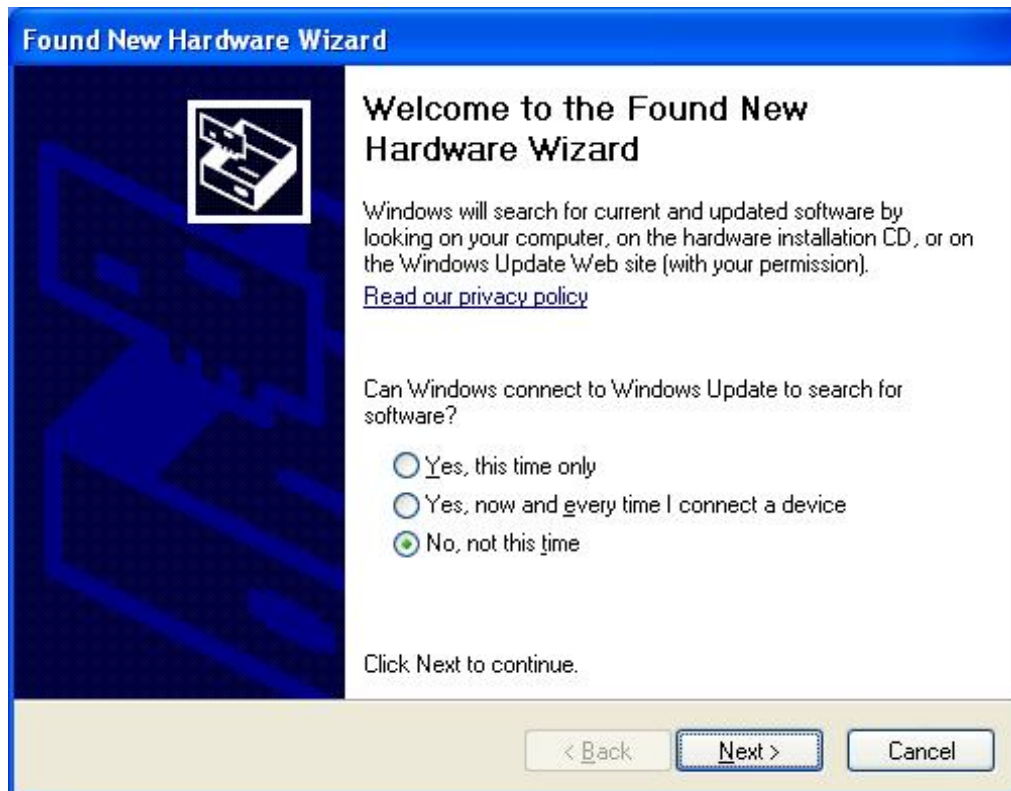 Found New Hardware Wizard
Welcome to the Found New
Hardware Wizard
Windows will search for current and updated software by
looking on your computer, on the hardware installation CD, or on
the Windows Update Web site (with your permission).
Read our privacy policy
Can Windows connect to Windows Update to search for
software?
Yes, this time only
Yes, now and every time I connect a device
No, not this time
Click Next to continue.
< Back
Next >
Cancel